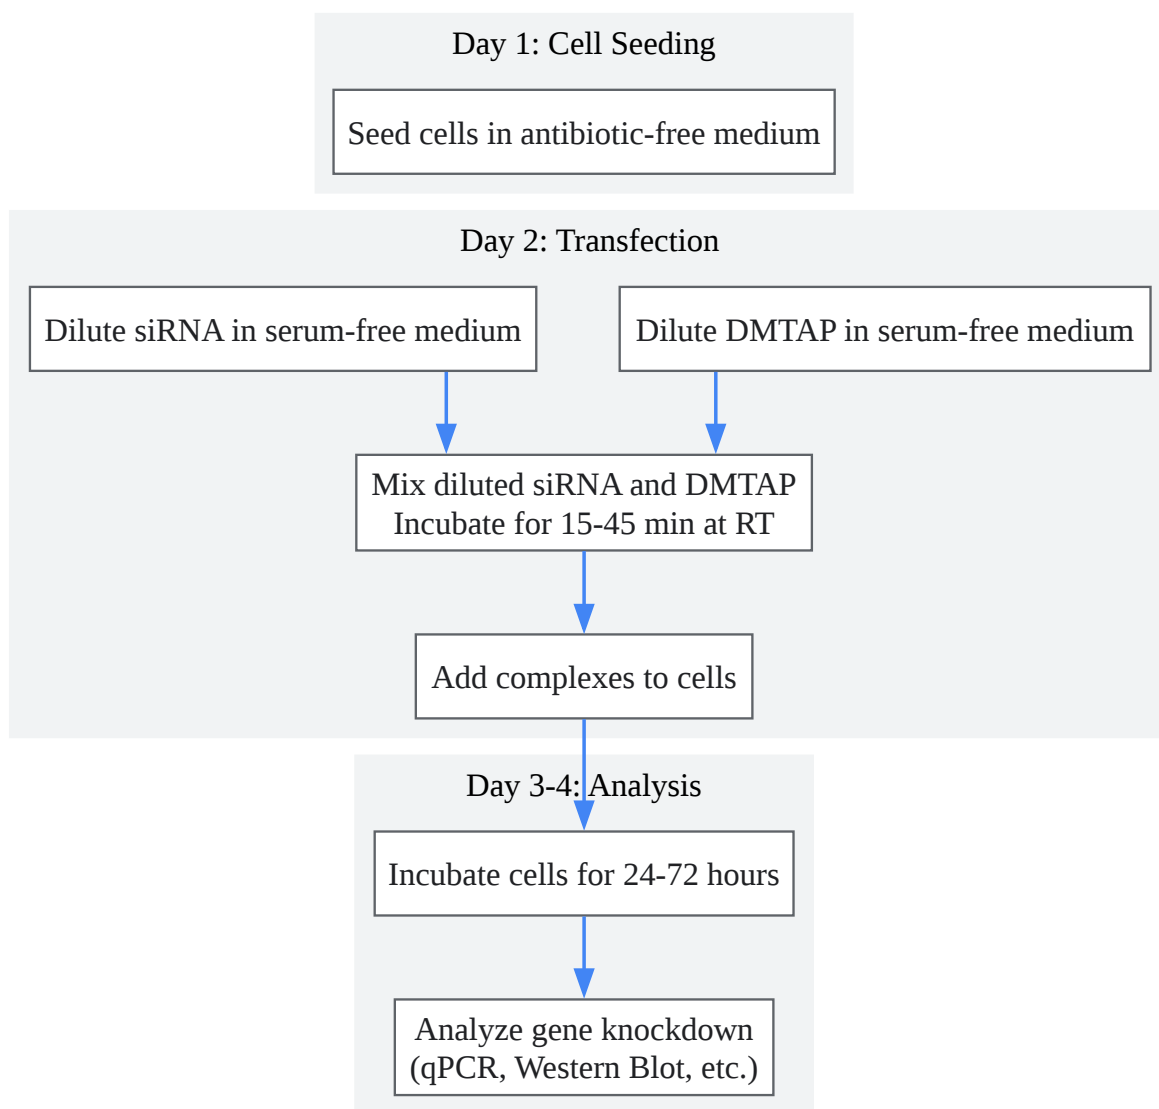 Day 1: Cell Seeding
Seed cells in antibiotic-free medium
Day 2: Transfection
Dilute siRNA in serum-free medium
Dilute DMTAP in serum-free medium
Mix diluted siRNA and DMTAP
Incubate for 15-45 min at RT
Add complexes to cells
Day 3-4: Analysis
Incubate cells for 24-72 hours
Analyze gene knockdown
(qPCR, Western Blot, etc.)